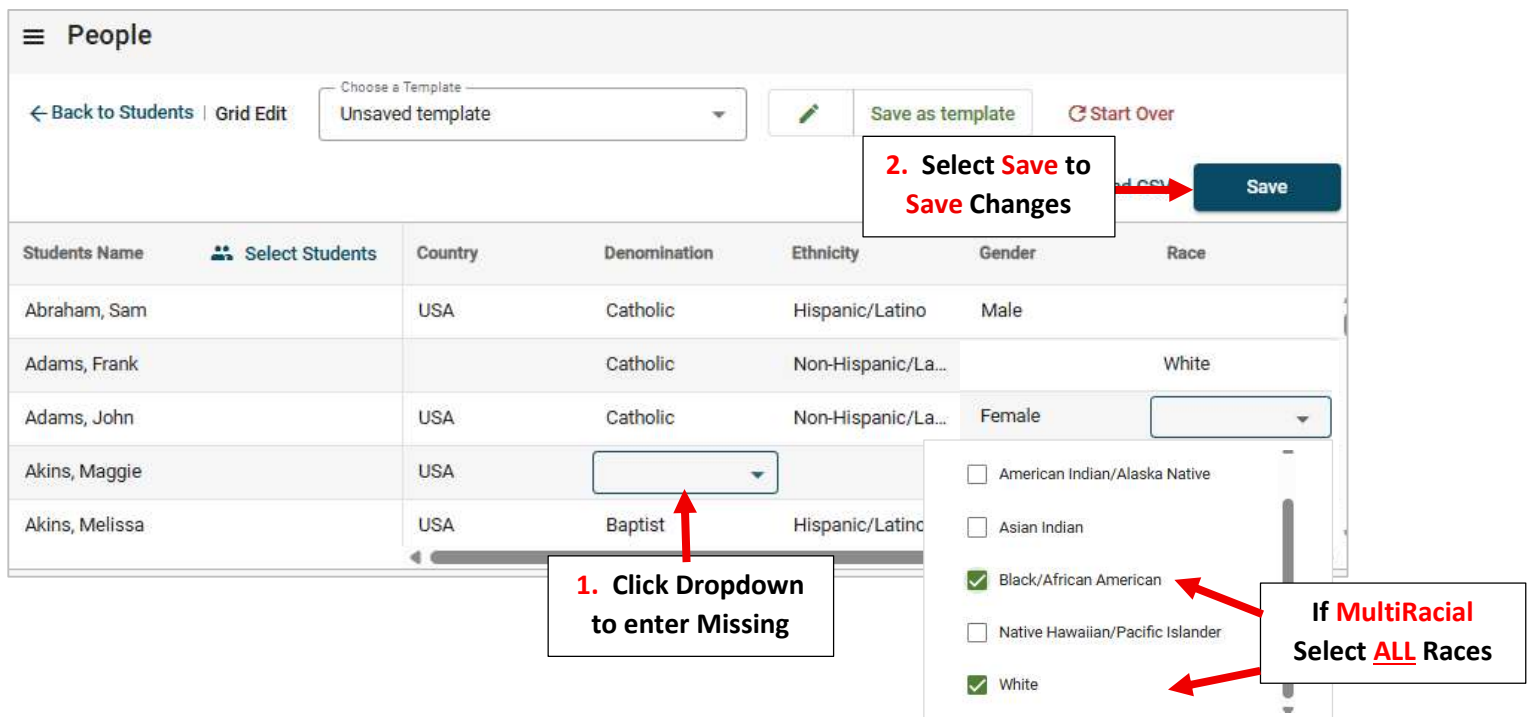 People
Back to Students | Grid Edit
Choose a Template
Unsaved template
Save as template
Start Over
2. Select Save to
Save Changes
CSV
Save
Students Name Select Students Country Denomination Ethnicity Gender Race
Abraham, Sam USA Catholic Hispanic/Latino Male
Adams, Frank Catholic Non-Hispanic/La... White
Adams, John USA Catholic Non-Hispanic/La... Female
Akins, Maggie USA
Akins, Melissa USA Baptist Hispanic/Latino
American Indian/Alaska Native
Asian Indian
Black/African American
Native Hawaiian/Pacific Islander
White
1. Click Dropdown
to enter Missing
If MultiRacial
Select ALL Races